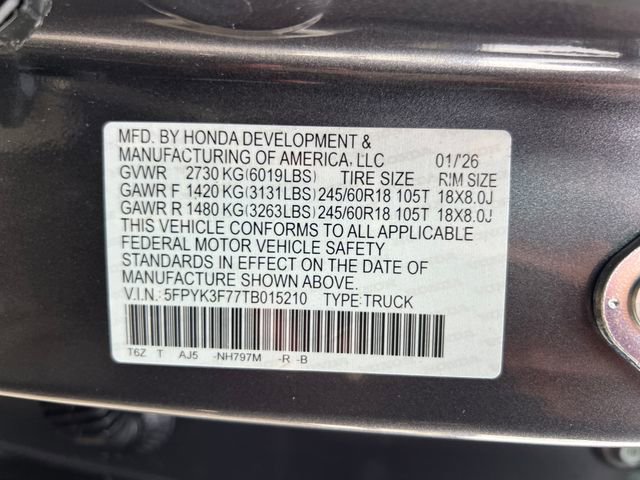 MFD. BY HONDA DEVELOPMENT &
MANUFACTURING OF AMERICA, LLC 01/'26
GVWR 2730 KG(6019LBS) TIRE SIZE RIM SIZE
GAWR F 1420 KG(3131LBS) 245/60R18 105T 18X8.0J
GAWR R 1480 KG(3263LBS) 245/60R18 105T 18X8.0J
THIS VEHICLE CONFORMS TO ALL APPLICABLE
FEDERAL MOTOR VEHICLE SAFETY
STANDARDS IN EFFECT ON THE DATE OF
MANUFACTURE SHOWN ABOVE.
V.I.N.: 5FPYK3F77TB015210 TYPE:TRUCK
T6Z T AJ5 -NH797M -R -B